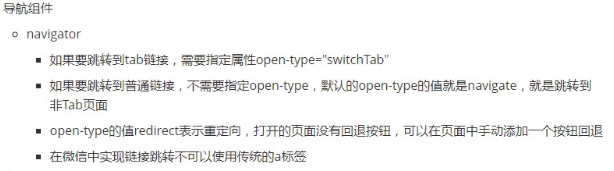 导航组件
navigator
如果要跳转到tab链接，需要指定属性open-type="switchTab"
如果要跳转到普通链接，不需要指定open-type，默认的open-type的值就是navigate，就是跳转到
非Tab页面
open-type的值redirect表示重定向，打开的页面没有回退按钮，可以在页面中手动添加一个按钮回退
在微信中实现链接跳转不可以使用传统的a标签